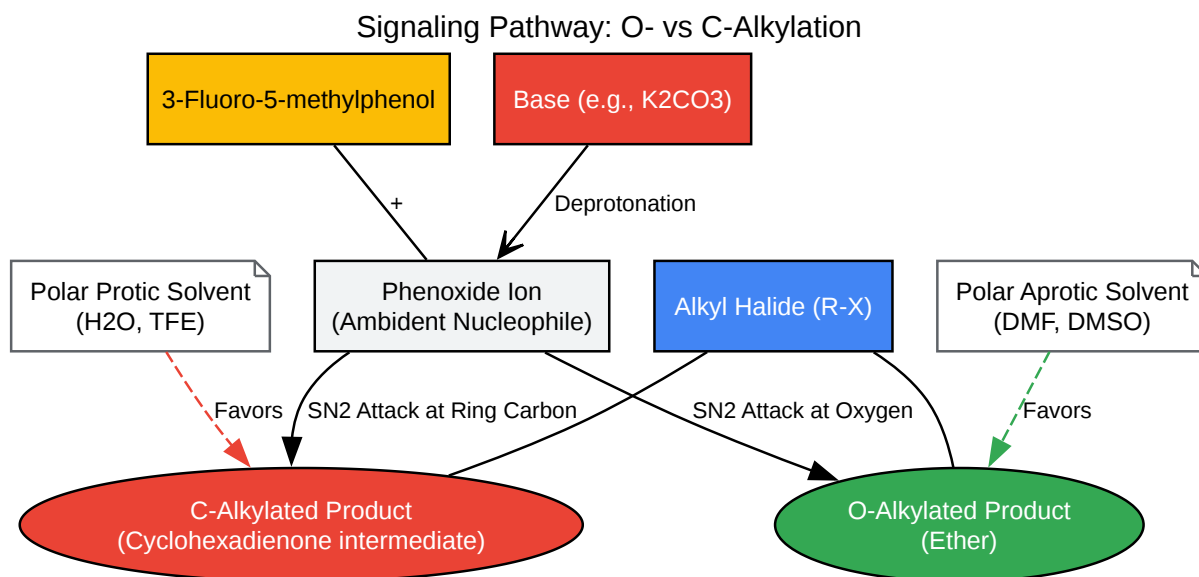 Signaling Pathway: O- vs C-Alkylation
3-Fluoro-5-methylphenol
Base (e.g., K2CO3)
+
Deprotonation
Polar Protic Solvent
(H2O, TFE)
Phenoxide Ion
(Ambident Nucleophile)
Alkyl Halide (R-X)
Polar Aprotic Solvent
(DMF, DMSO)
Favors
SN2 Attack at Ring Carbon
SN2 Attack at Oxygen
Favors
C-Alkylated Product
(Cyclohexadienone intermediate)
O-Alkylated Product
(Ether)